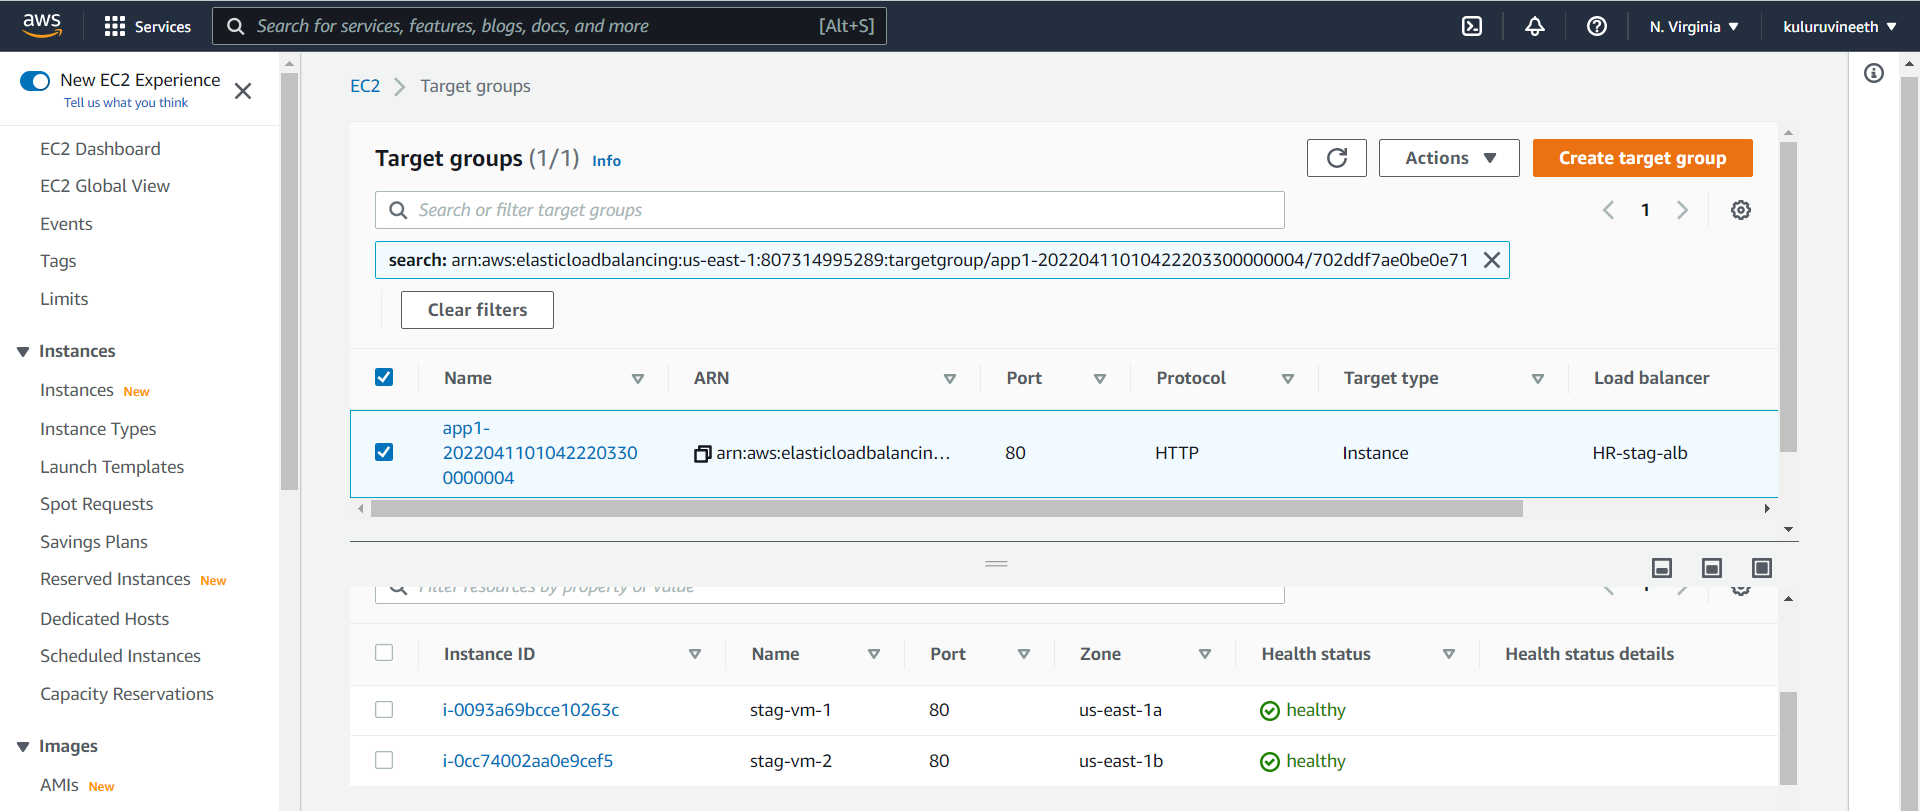 aws
Services
Search for services, features, blogs, docs, and more
[Alt+S]
N. Virginia
kuluruvineeth
New EC2 Experience
Tell us what you think
EC2 Dashboard
EC2 Global View
Events
Tags
Limits
Instances
Instances New
Instance Types
Launch Templates
Spot Requests
Savings Plans
Reserved Instances New
Dedicated Hosts
Scheduled Instances
Capacity Reservations
Images
AMIs New
EC2 > Target groups
Target groups (1/1) Info
Actions
Create target group
Search or filter target groups
1
search: arn:aws:elasticloadbalancing:us-east-1:807314995289:targetgroup/app1-20220411010422203300000004/702ddf7ae0be0e71
Clear filters
Name ARN Port Protocol Target type Load balancer
app1-
2022041101042220330
0000004
arn:aws:elasticloadbalancin...
80
HTTP
Instance
HR-stag-alb
Filter resources by property or value
1
Instance ID Name Port Zone Health status Health status details
i-0093a69bcce10263c stag-vm-1 80 us-east-1a healthy
i-0cc74002aa0e9cef5 stag-vm-2 80 us-east-1b healthy